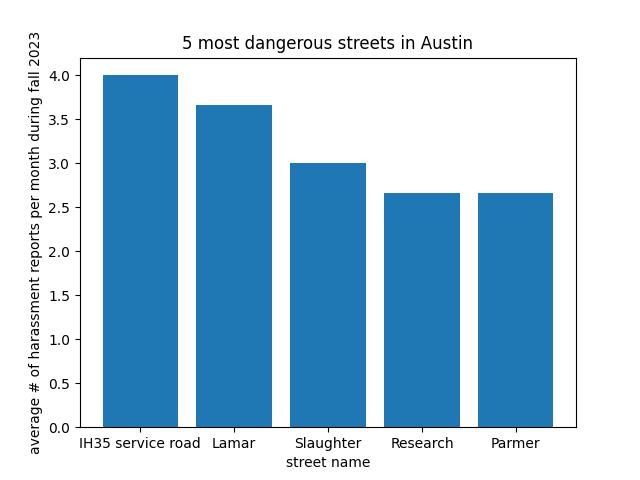 5 most dangerous streets in Austin
average # of harassment reports per month during fall 2023
4.0
3.5
3.0
2.5
2.0
1.5
1.0
0.5
0.0
IH35 service road Lamar Slaughter Research Parmer
street name